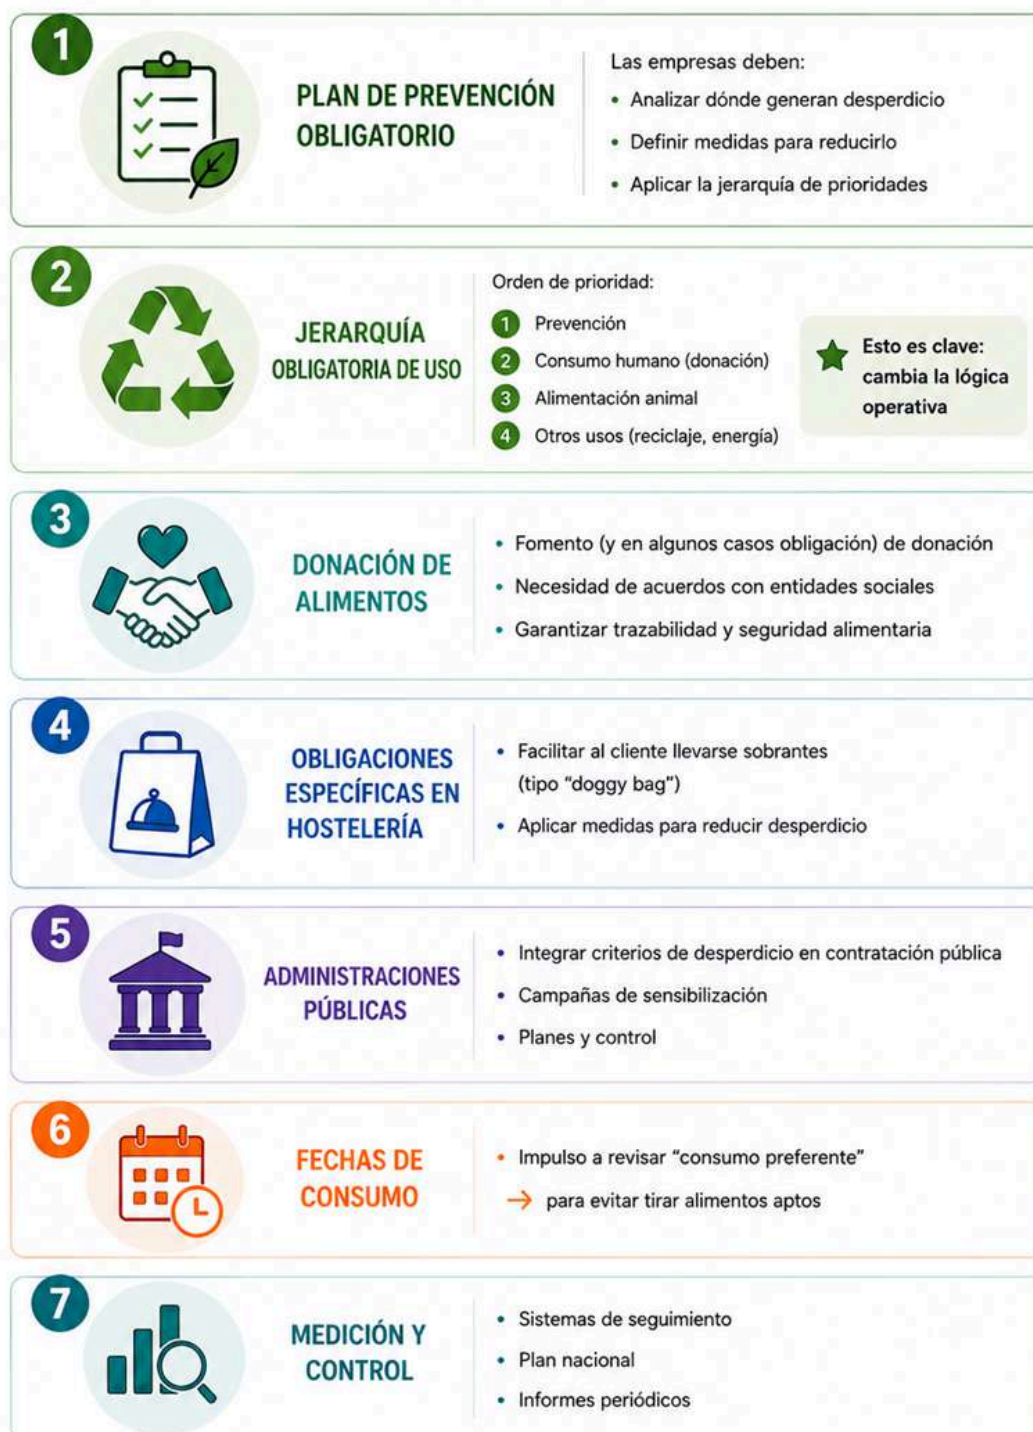 1
PLAN DE PREVENCIÓN
OBLIGATORIO
Las empresas deben:
• Analizar dónde generan desperdicio
• Definir medidas para reducirlo
• Aplicar la jerarquía de prioridades
2
JERARQUÍA
OBLIGATORIA DE USO
Orden de prioridad:
1 Prevención
2 Consumo humano (donación)
3 Alimentación animal
4 Otros usos (reciclaje, energía)
Esto es clave:
cambia la lógica
operativa
3
DONACIÓN DE
ALIMENTOS
• Fomento (y en algunos casos obligación) de donación
• Necesidad de acuerdos con entidades sociales
• Garantizar trazabilidad y seguridad alimentaria
4
OBLIGACIONES
ESPECÍFICAS EN
HOSTELERÍA
• Facilitar al cliente llevarse sobrantes
(tipo “doggy bag”)
• Aplicar medidas para reducir desperdicio
5
ADMINISTRACIONES
PÚBLICAS
• Integrar criterios de desperdicio en contratación pública
• Campañas de sensibilización
• Planes y control
6
FECHAS DE
CONSUMO
• Impulso a revisar “consumo preferente”
→ para evitar tirar alimentos aptos
7
MEDICIÓN Y
CONTROL
• Sistemas de seguimiento
• Plan nacional
• Informes periódicos